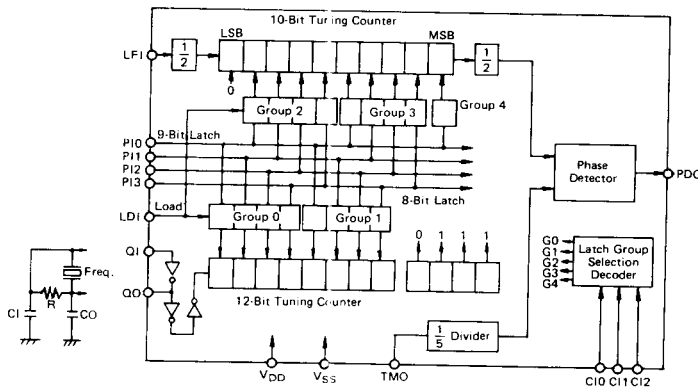 10-Bit Turing Counter
LSB
MSB
LFI
1/2
1/2
0
Group 2
Group 3
Group 4
9-Bit Latch
PI0
PI1
PI2
PI3
8-Bit Latch
Phase
Detector
PDO
LDI
Load
Group 0
Group 1
QI
QO
Freq.
R
CI
CO
0 1 1 1
12-Bit Tuning Counter
G0
G1
G2
G3
G4
Latch Group
Selection
Decoder
1/5 Divider
VDD
VSS
TMO
CI0 CI1 CI2